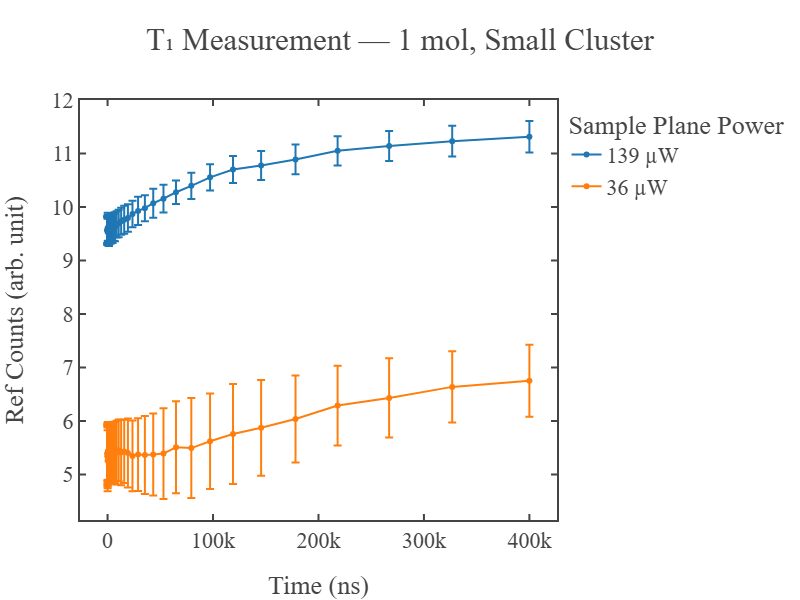 T₁ Measurement — 1 mol, Small Cluster
Sample Plane Power
139 µW
36 µW
Ref Counts (arb. unit)
12
11
10
9
8
7
6
5
0 100k 200k 300k 400k
Time (ns)